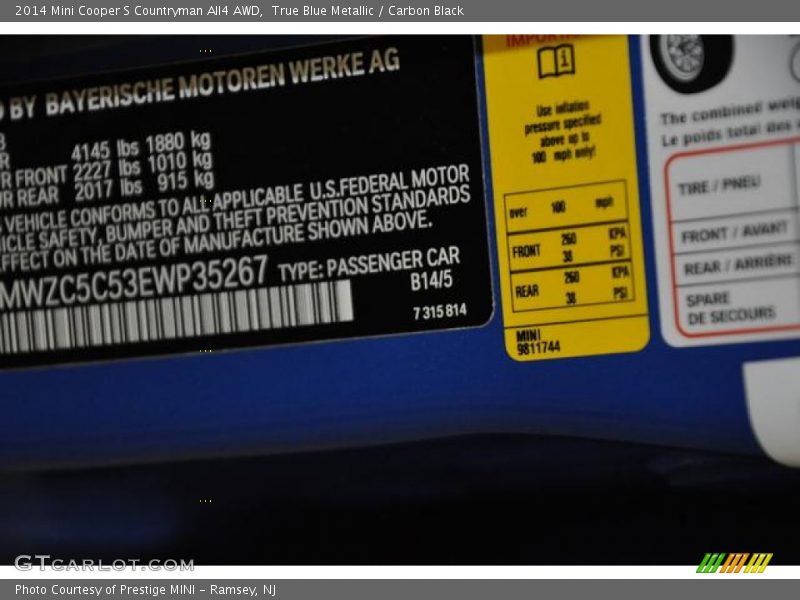 2014 Mini Cooper S Countryman All4 AWD, True Blue Metallic / Carbon Black
BY BAYERISCHE MOTOREN WERKE AG
4145 lbs 1880 kg
FRONT 2227 lbs 1010 kg
REAR 2017 lbs 915 kg
VEHICLE CONFORMS TO ALL APPLICABLE U.S.FEDERAL MOTOR
SAFETY, BUMPER AND THEFT PREVENTION STANDARDS
ON THE DATE OF MANUFACTURE SHOWN ABOVE.
MWZC5C53EWP35267 TYPE: PASSENGER CAR
B14/5
7 315 814
Use inflation
pressure specified
above up to
100 mph only!
over 100 mph
FRONT 260 KPA
38 PSI
REAR 260 KPA
38 PSI
MINI
9811744
The combined
Le poids total des
TIRE / PNEU
FRONT / AVANT
REAR / ARRIÈRE
SPARE
DE SECOURS
GTCARLOT.COM
Photo Courtesy of Prestige MINI - Ramsey, NJ